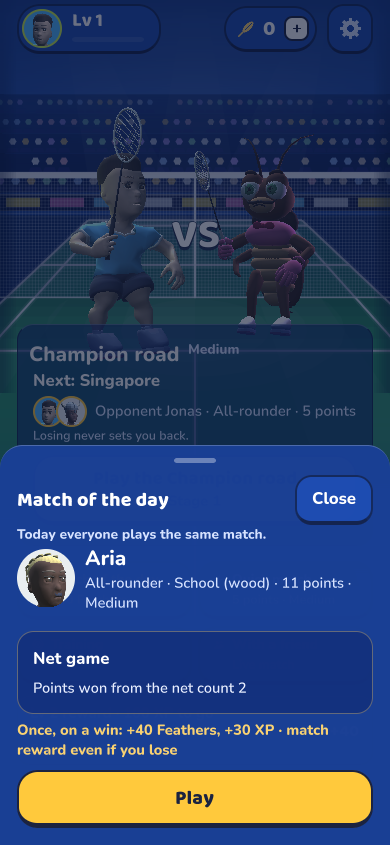 Lv 1
0
+
VS
Champion road Medium
Next: Singapore
Opponent Jonas · All-rounder · 5 points
Losing never sets you back.
Match of the day
Close
Today everyone plays the same match.
Aria
All-rounder · School (wood) · 11 points ·
Medium
Net game
Points won from the net count 2
Once, on a win: +40 Feathers, +30 XP · match
reward even if you lose
Play